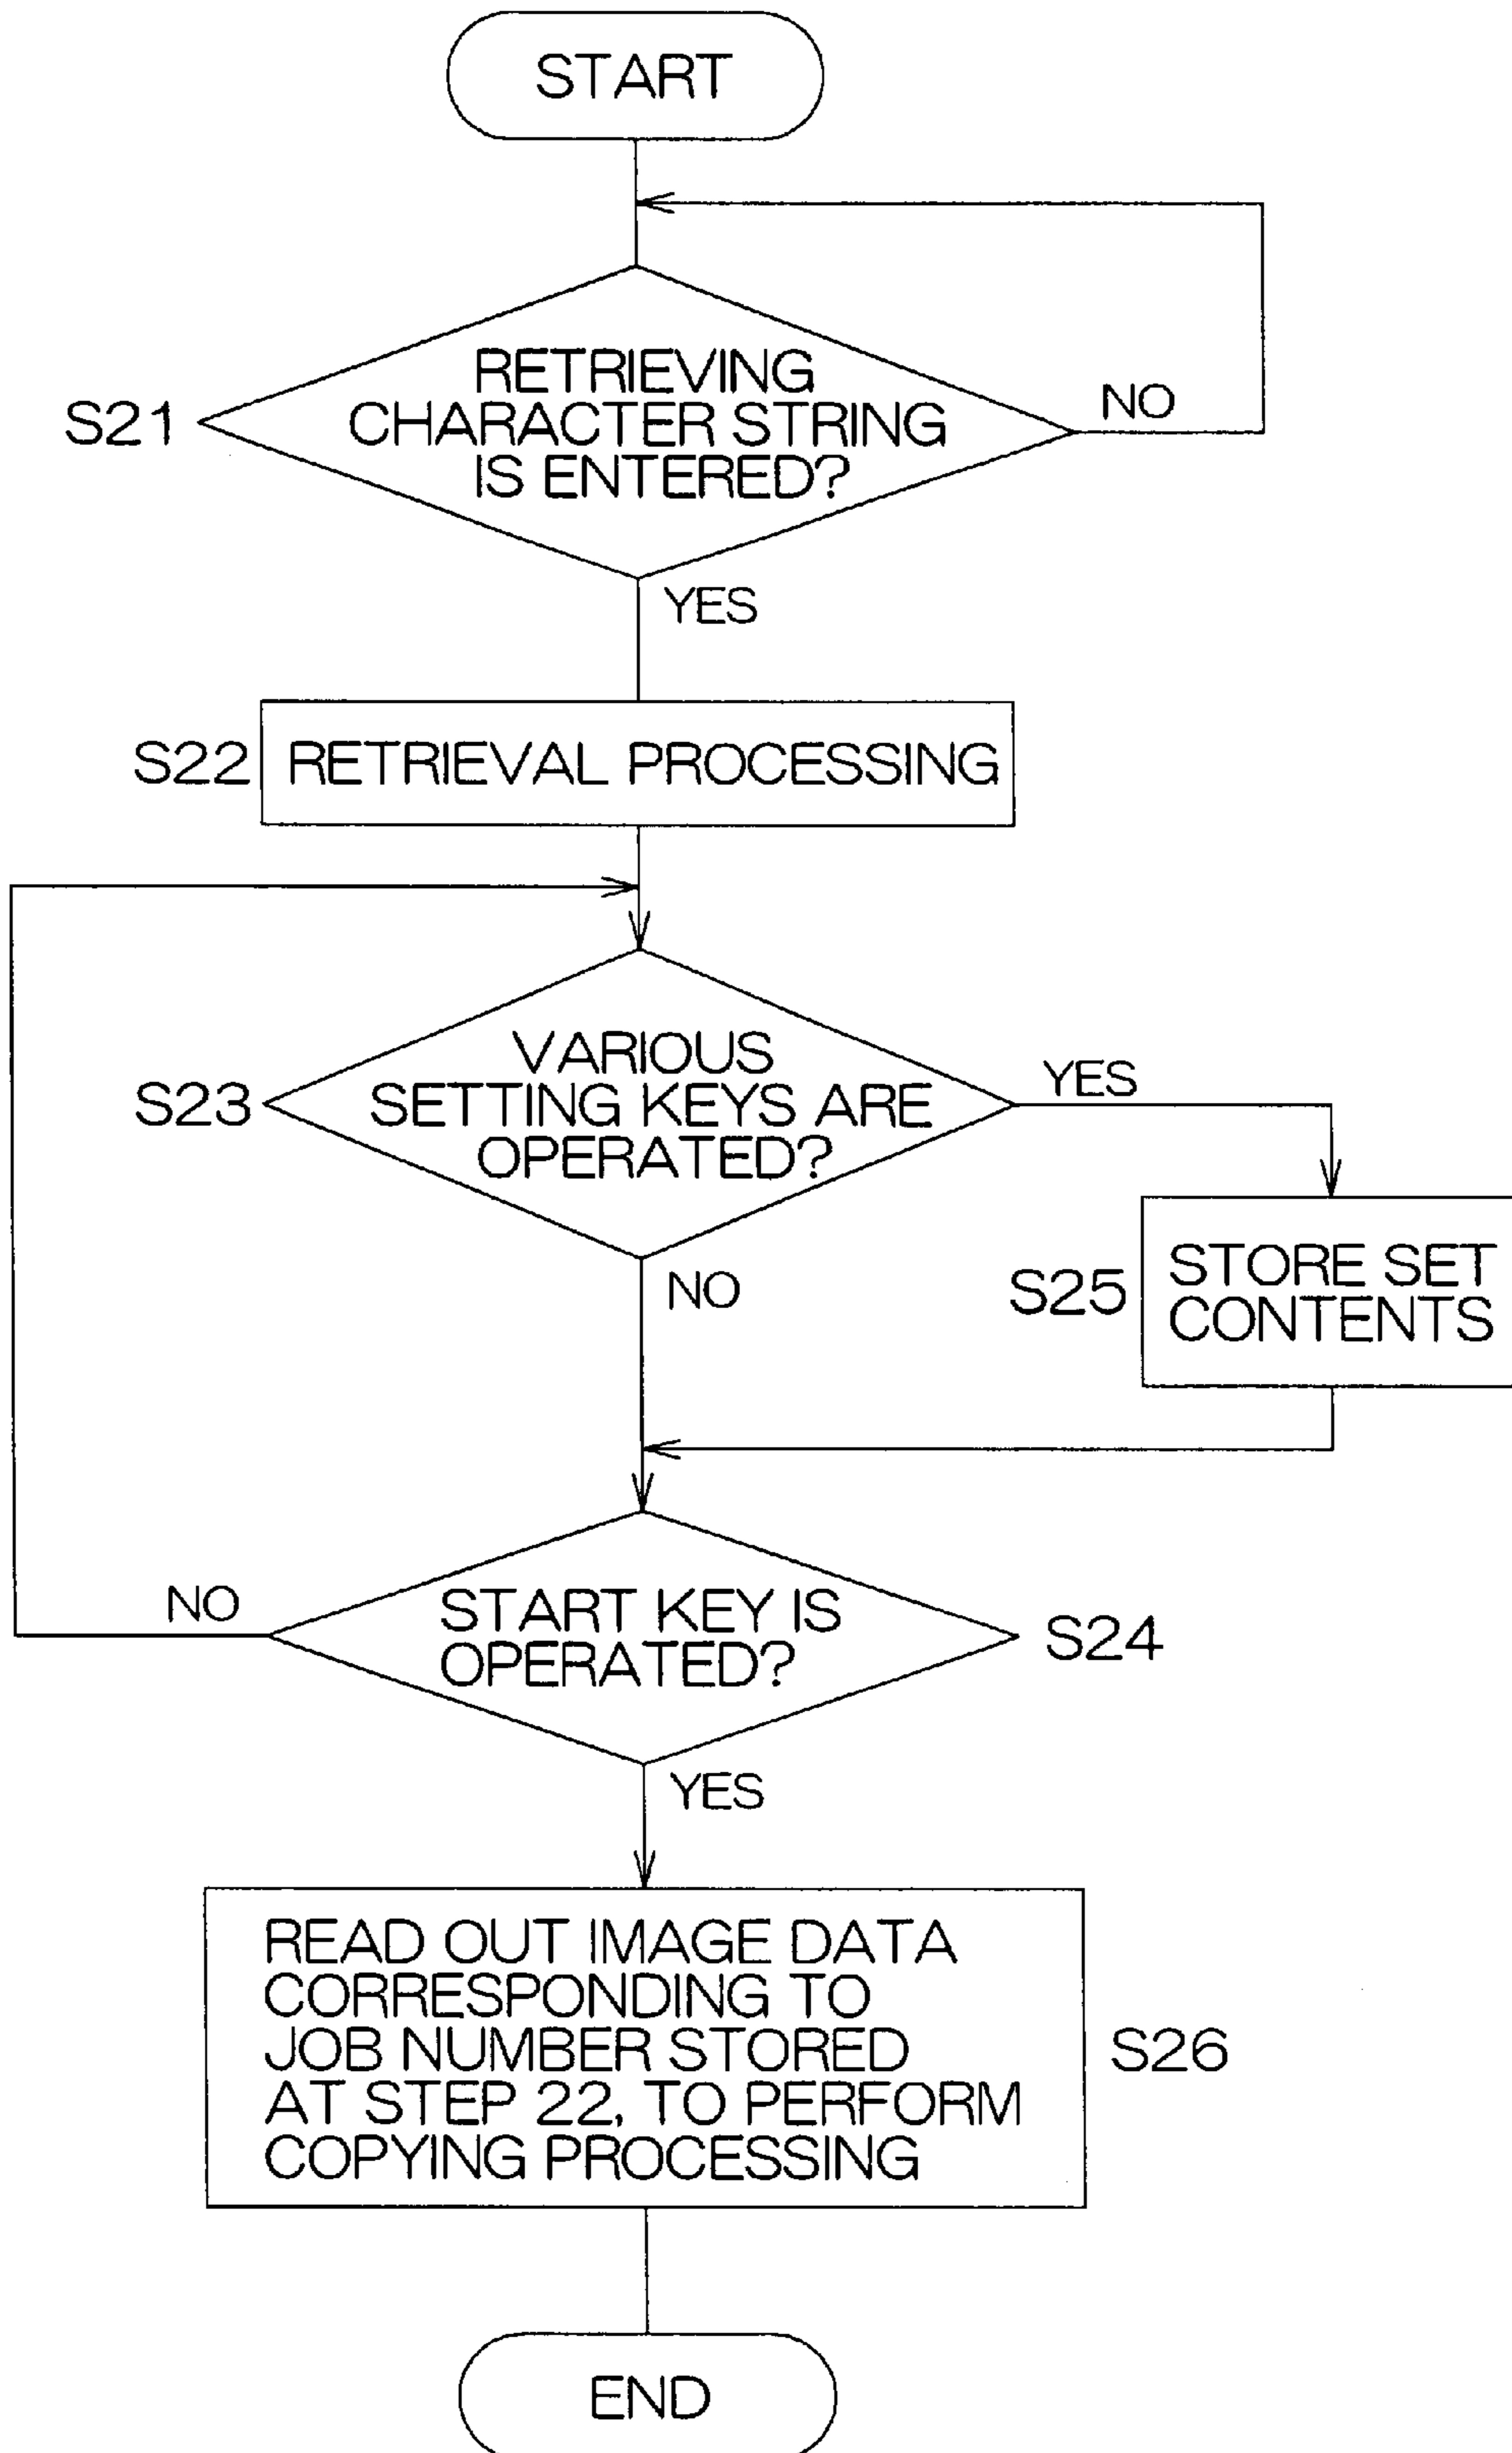 START
RETRIEVING
CHARACTER STRING
IS ENTERED?
S21
NO
YES
S22
RETRIEVAL PROCESSING
VARIOUS
SETTING KEYS ARE
OPERATED?
S23
YES
NO
S25
STORE SET
CONTENTS
NO
START KEY IS
OPERATED?
S24
YES
READ OUT IMAGE DATA
CORRESPONDING TO
JOB NUMBER STORED
AT STEP 22, TO PERFORM
COPYING PROCESSING
S26
END